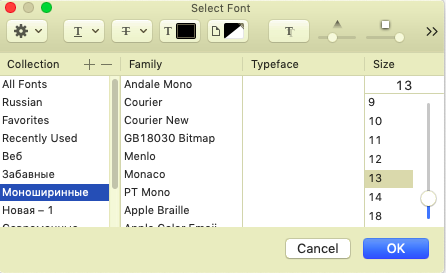 Select Font
T T T T
Collection Family Typeface Size
13
All Fonts
Russian
Favorites
Recently Used
Веб
Забавные
Моноширинные
Новая – 1
Современные
Andale Mono
Courier
Courier New
GB18030 Bitmap
Menlo
Monaco
PT Mono
Apple Braille
Apple Color Emoji
9
10
11
12
13
14
18
Cancel OK